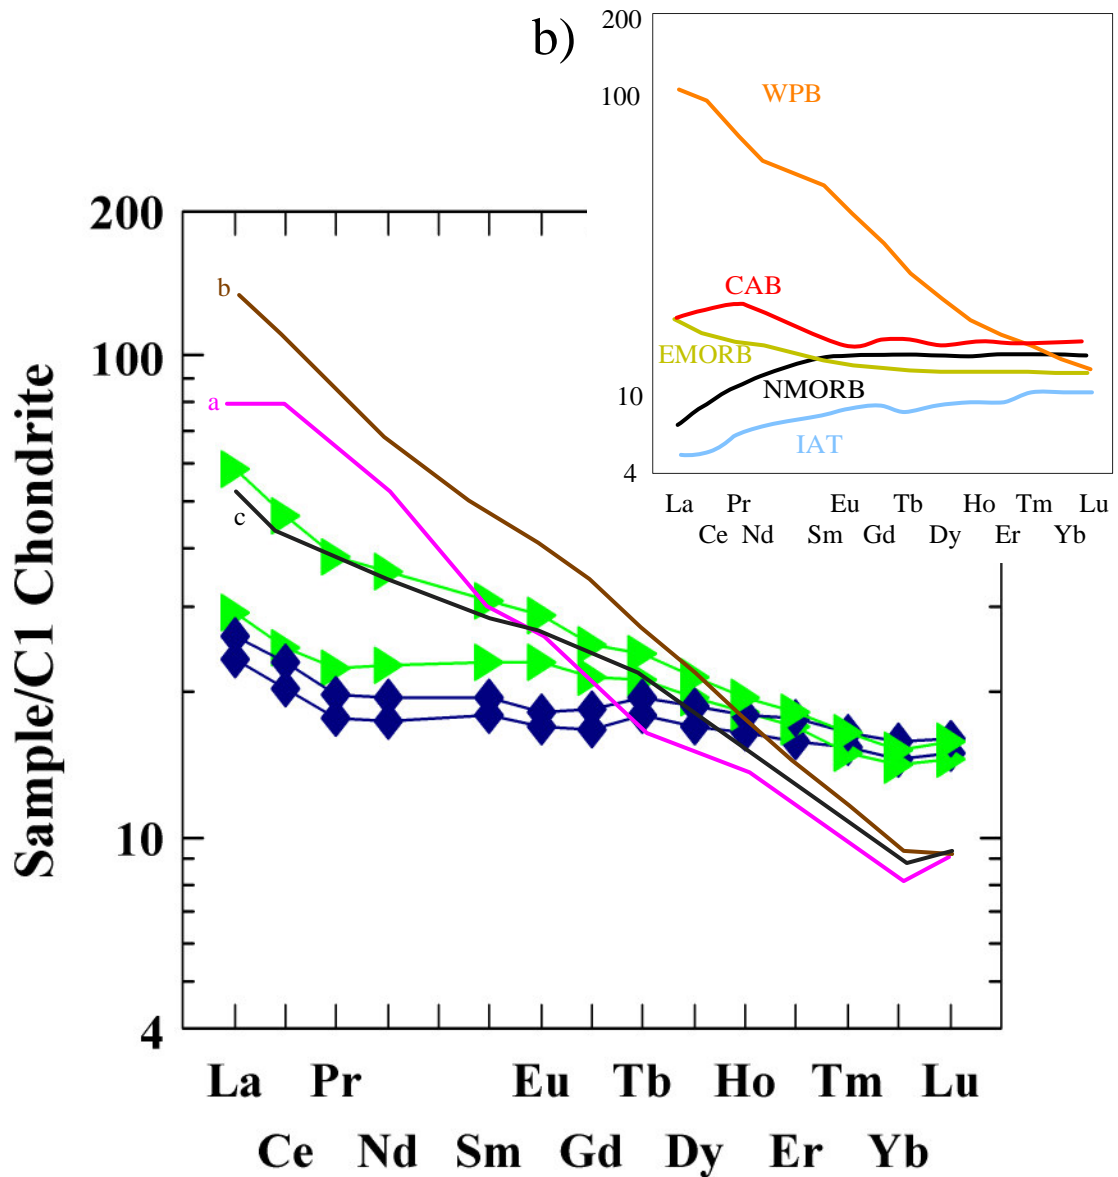 b)
200
100
10
4
WPB
CAB
EMORB
NMORB
IAT
La Pr Eu Tb Ho Tm Lu
Ce Nd Sm Gd Dy Er Yb
Sample/C1 Chondrite
200
100
10
4
b
a
c
La Pr Eu Tb Ho Tm Lu
Ce Nd Sm Gd Dy Er Yb